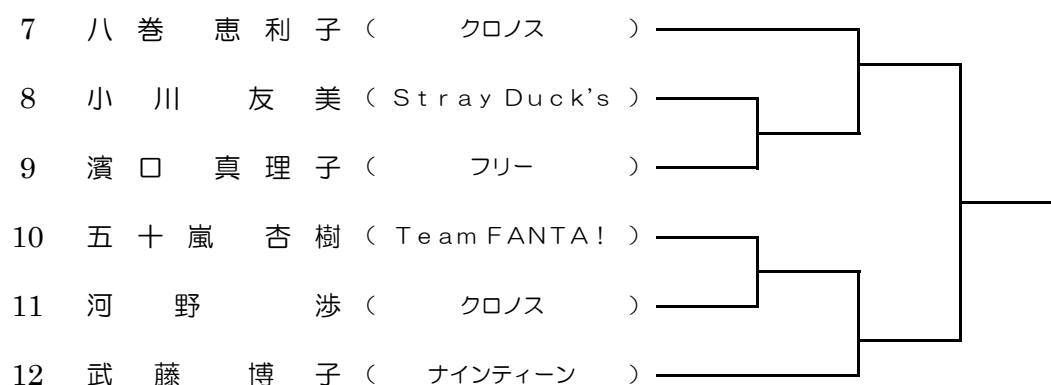 7 八巻 恵利子 （ クロノス ）
8 小川 友美 （ Stray Duck's ）
9 濱口 真理子 （ フリー ）
10 五十嵐 杏樹 （ Team FANTA! ）
11 河野 渉 （ クロノス ）
12 武藤 博子 （ ナインティーン ）